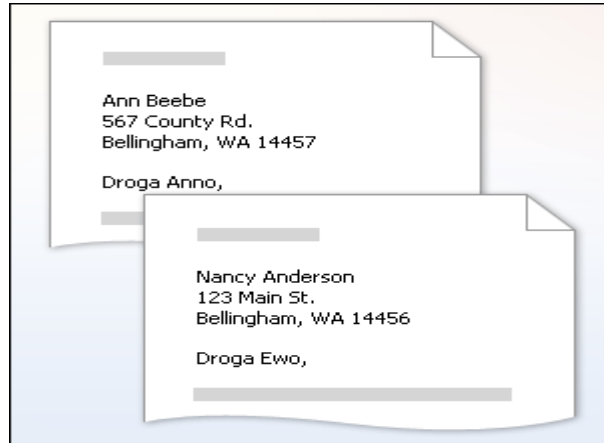 Ann Beebe
567 County Rd.
Bellingham, WA 14457
Droga Anno,
Nancy Anderson
123 Main St.
Bellingham, WA 14456
Droga Ewo,